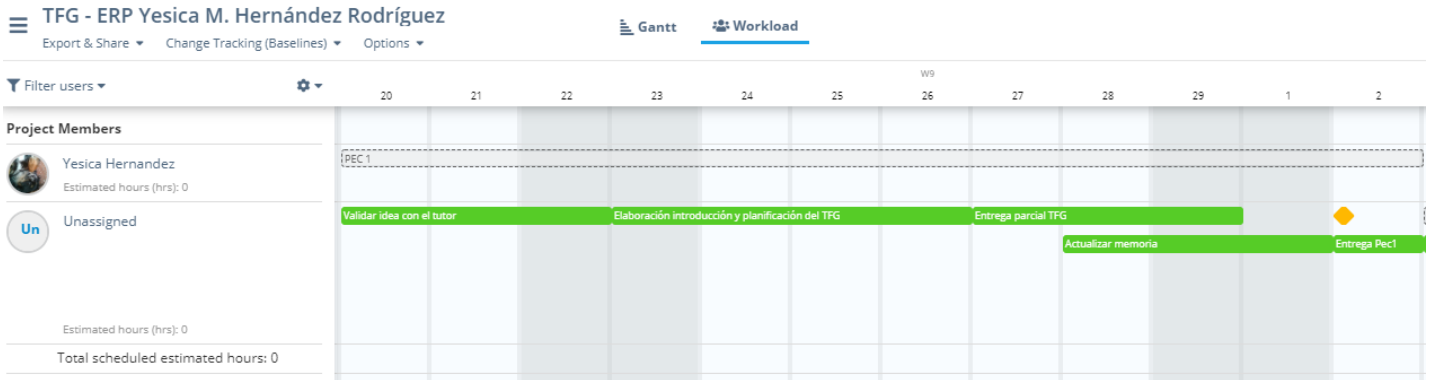 TFG - ERP Yesica M. Hernández Rodríguez
Export & Share Change Tracking (Baselines) Options
Gantt Workload
Filter users
W9
20 21 22 23 24 25 26 27 28 29 1 2
Project Members
Yesica Hernandez
Estimated hours (hrs): 0
PEC 1
Un
Unassigned
Validar idea con el tutor Elaboración introducción y planificación del TFG Entrega parcial TFG
Actualizar memoria Entrega Pec1
Estimated hours (hrs): 0
Total scheduled estimated hours: 0